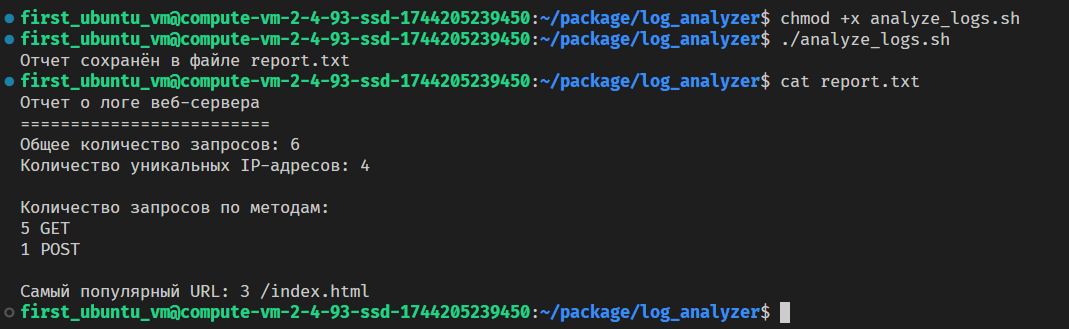 first_ubuntu_vm@compute-vm-2-4-93-ssd-1744205239450:~/package/log_analyzer$ chmod +x analyze_logs.sh
first_ubuntu_vm@compute-vm-2-4-93-ssd-1744205239450:~/package/log_analyzer$ ./analyze_logs.sh
Отчет сохранён в файле report.txt
first_ubuntu_vm@compute-vm-2-4-93-ssd-1744205239450:~/package/log_analyzer$ cat report.txt
Отчет о логе веб-сервера
=========================
Общее количество запросов: 6
Количество уникальных IP-адресов: 4

Количество запросов по методам:
5 GET
1 POST

Самый популярный URL: 3 /index.html
first_ubuntu_vm@compute-vm-2-4-93-ssd-1744205239450:~/package/log_analyzer$